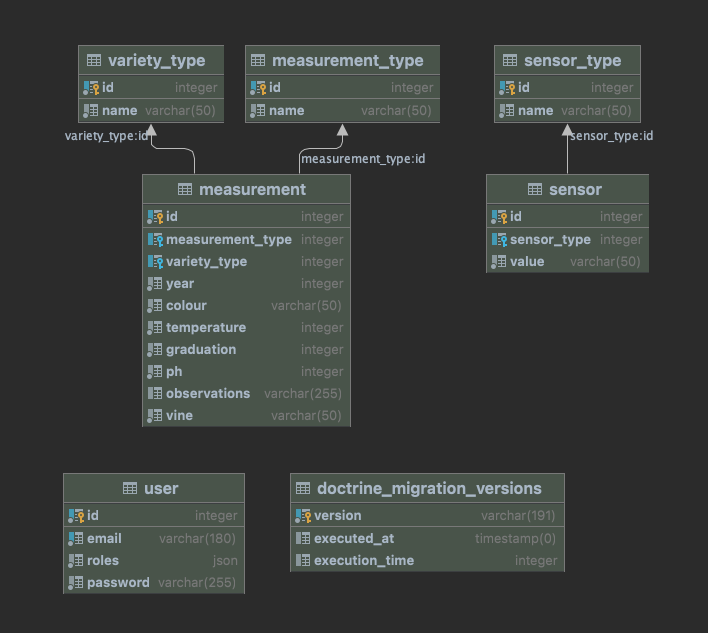 variety_type
id integer
name varchar(50)
measurement_type
id integer
name varchar(50)
sensor_type
id integer
name varchar(50)
variety_type:id
measurement_type:id
sensor_type:id
measurement
id integer
measurement_type integer
variety_type integer
year integer
colour varchar(50)
temperature integer
graduation integer
ph integer
observations varchar(255)
vine varchar(50)
sensor
id integer
sensor_type integer
value varchar(50)
user
id integer
email varchar(180)
roles json
password varchar(255)
doctrine_migration_versions
version varchar(191)
executed_at timestamp(0)
execution_time integer